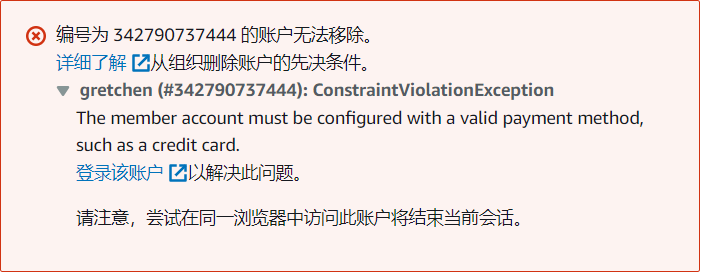 编号为 342790737444 的账户无法移除。
详细了解 从组织删除账户的先决条件。
gretchen (#342790737444): ConstraintViolationException
The member account must be configured with a valid payment method,
such as a credit card.
登录该账户 以解决此问题。
请注意，尝试在同一浏览器中访问此账户将结束当前会话。